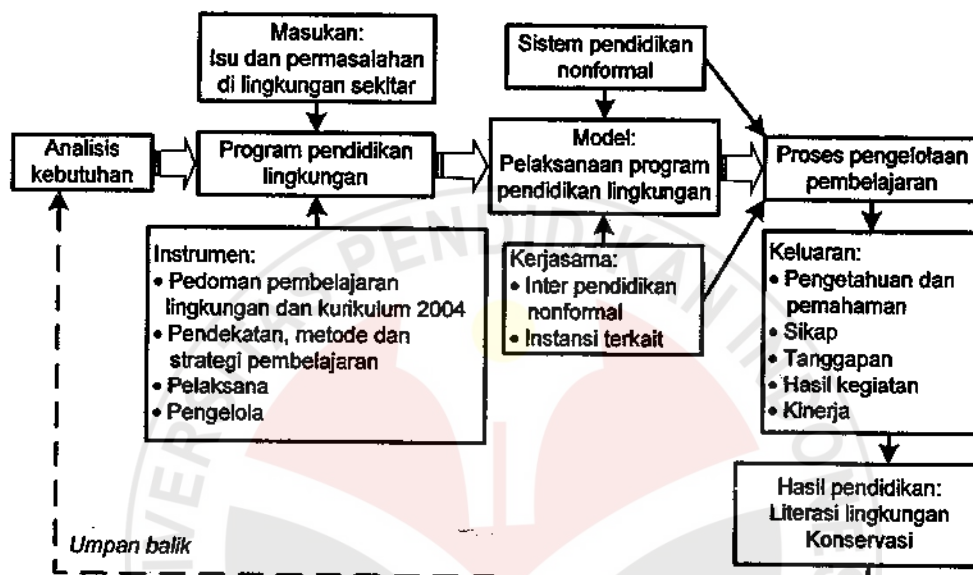 Masukan:
Isu dan permasalahan
di lingkungan sekitar
Sistem pendidikan
nonformal
Analisis
kebutuhan
Program pendidikan
lingkungan
Model:
Pelaksanaan program
pendidikan lingkungan
Proses pengelolaan
pembelajaran
Instrumen:
• Pedoman pembelajaran
lingkungan dan kurikulum 2004
• Pendekatan, metode dan
strategi pembelajaran
• Pelaksana
• Pengelola
Kerjasama:
• Inter pendidikan
nonformal
• Instansi terkait
Keluaran:
• Pengetahuan dan
pemahaman
• Sikap
• Tanggapan
• Hasil kegiatan
• Kinerja
Hasil pendidikan:
Literasi lingkungan
Konservasi
Umpan balik